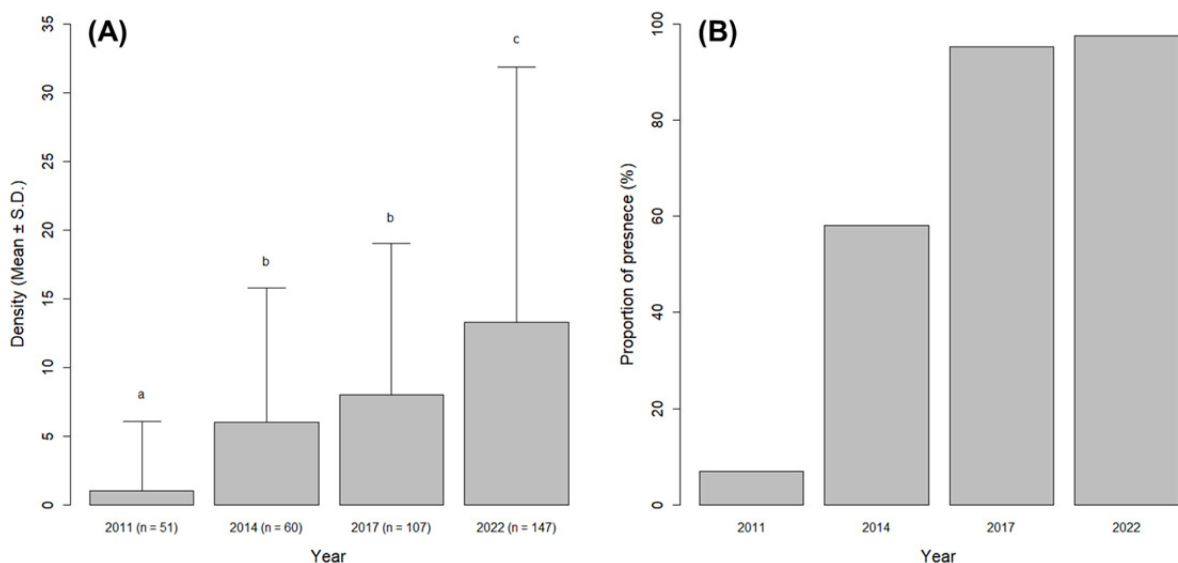 (A)
Density (Mean ± S.D.)
35
30
25
20
15
10
5
0
a
b
b
c
2011 (n = 51)
2014 (n = 60)
2017 (n = 107)
2022 (n = 147)
Year
(B)
Proportion of presnece (%)
100
80
60
40
20
0
2011
2014
2017
2022
Year